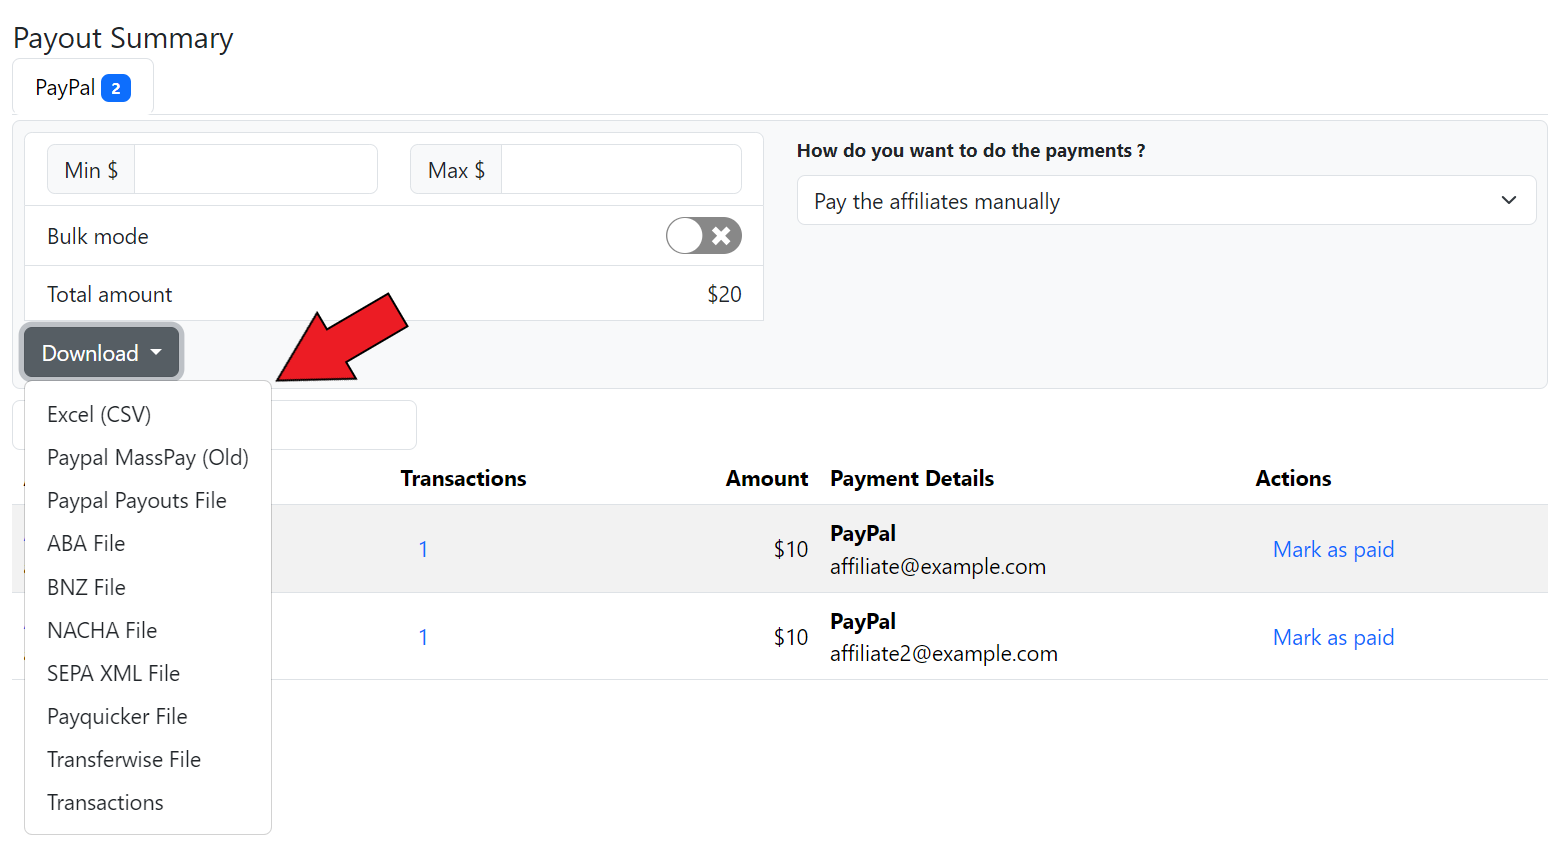 Payout Summary
PayPal 2
Min $
Max $
How do you want to do the payments ?
Pay the affiliates manually
Bulk mode
Total amount $20
Download
Excel (CSV)
Paypal MassPay (Old)
Paypal Payouts File
ABA File
BNZ File
NACHA File
SEPA XML File
Payquicker File
Transferwise File
Transactions
Transactions Amount Payment Details Actions
1 $10 PayPal Mark as paid
affiliate@example.com
1 $10 PayPal Mark as paid
affiliate2@example.com